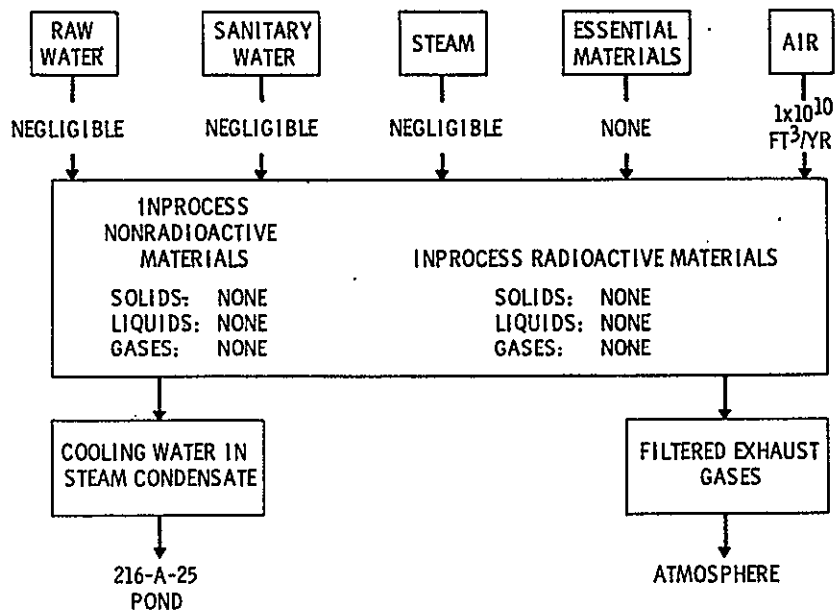 RAW
WATER
SANITARY
WATER
STEAM
ESSENTIAL
MATERIALS
AIR
NEGLIGIBLE
NEGLIGIBLE
NEGLIGIBLE
NONE
1x10^10
FT^3/YR
INPROCESS
NONRADIOACTIVE
MATERIALS
SOLIDS: NONE
LIQUIDS: NONE
GASES: NONE
INPROCESS RADIOACTIVE MATERIALS
SOLIDS: NONE
LIQUIDS: NONE
GASES: NONE
COOLING WATER IN
STEAM CONDENSATE
FILTERED EXHAUST
GASES
216-A-25
POND
ATMOSPHERE